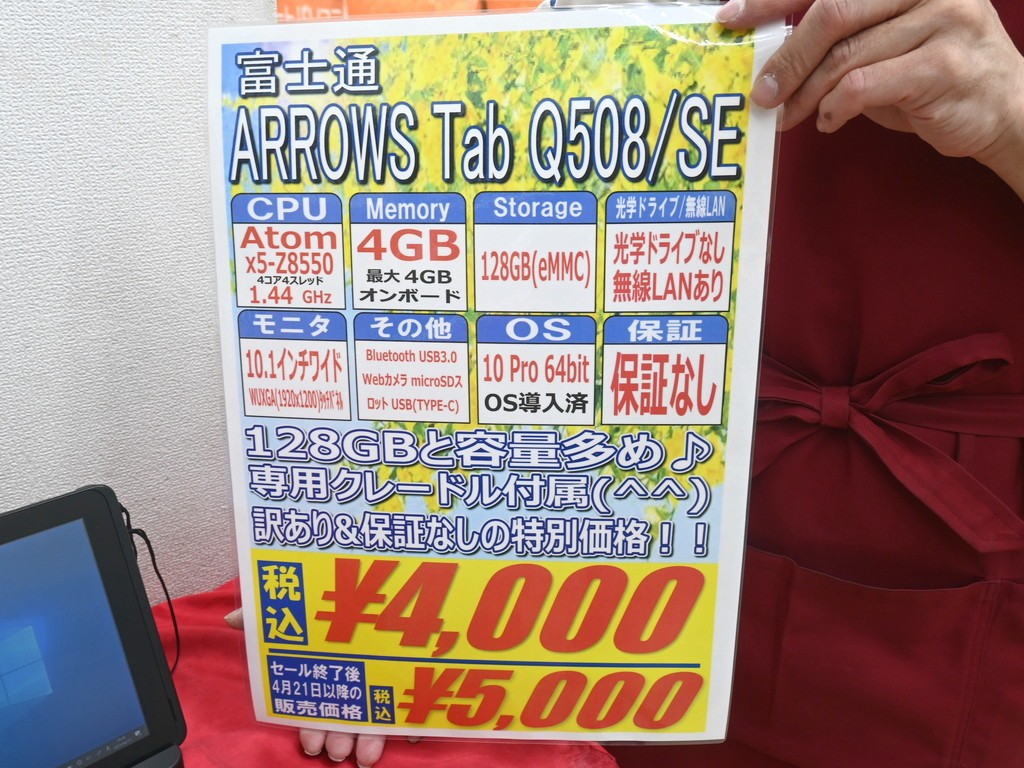 富士通
ARROWS Tab Q508/SE
CPU
Atom
x5-Z8550
4コア4スレッド
1.44 GHz
Memory
4GB
最大 4GB
オンボード
Storage
128GB(eMMC)
光学ドライブ/無線LAN
光学ドライブなし
無線LANあり
モニタ
10.1インチワイド
WUXGA(1920x1200)ﾀｯﾁﾊﾟﾈﾙ
その他
Bluetooth USB3.0
Webカメラ microSDス
ロット USB(TYPE-C)
OS
10 Pro 64bit
OS導入済
保証
保証なし
128GBと容量多め♪
専用クレードル付属(^^)
訳あり&保証なしの特別価格！！
税込
¥4,000
セール終了後
4月21日以降の
販売価格
税込
¥5,000